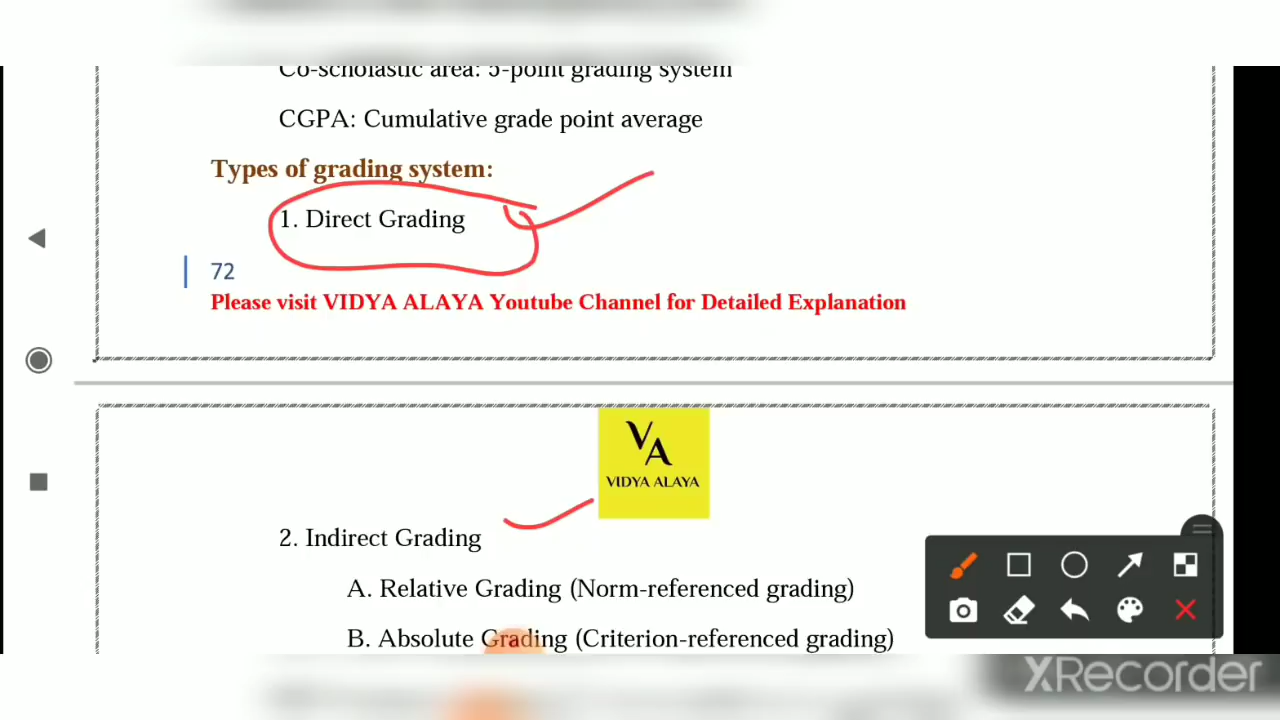 Co-scholastic area: 5-point grading system
CGPA: Cumulative grade point average
Types of grading system:
1. Direct Grading
72
Please visit VIDYA ALAYA Youtube Channel for Detailed Explanation
VA
VIDYA ALAYA
2. Indirect Grading
A. Relative Grading (Norm-referenced grading)
B. Absolute Grading (Criterion-referenced grading)
XRecorder